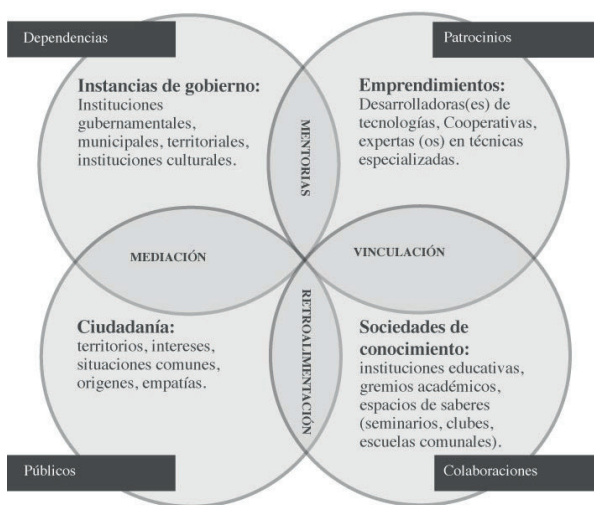 Dependencias
Patrocinios
Instancias de gobierno:
Instituciones
gubernamentales,
municipales, territoriales,
instituciones culturales.
Emprendimientos:
Desarrolladoras(es) de
tecnologías, Cooperativas,
expertas (os) en técnicas
especializadas.
MENTORIAS
MEDIACIÓN
VINCULACIÓN
RETROALIMENTACIÓN
Ciudadanía:
territorios, intereses,
situaciones comunes,
origenes, empatías.
Sociedades de
conocimiento:
instituciones educativas,
gremios académicos,
espacios de saberes
(seminarios, clubes,
escuelas comunales).
Públicos
Colaboraciones